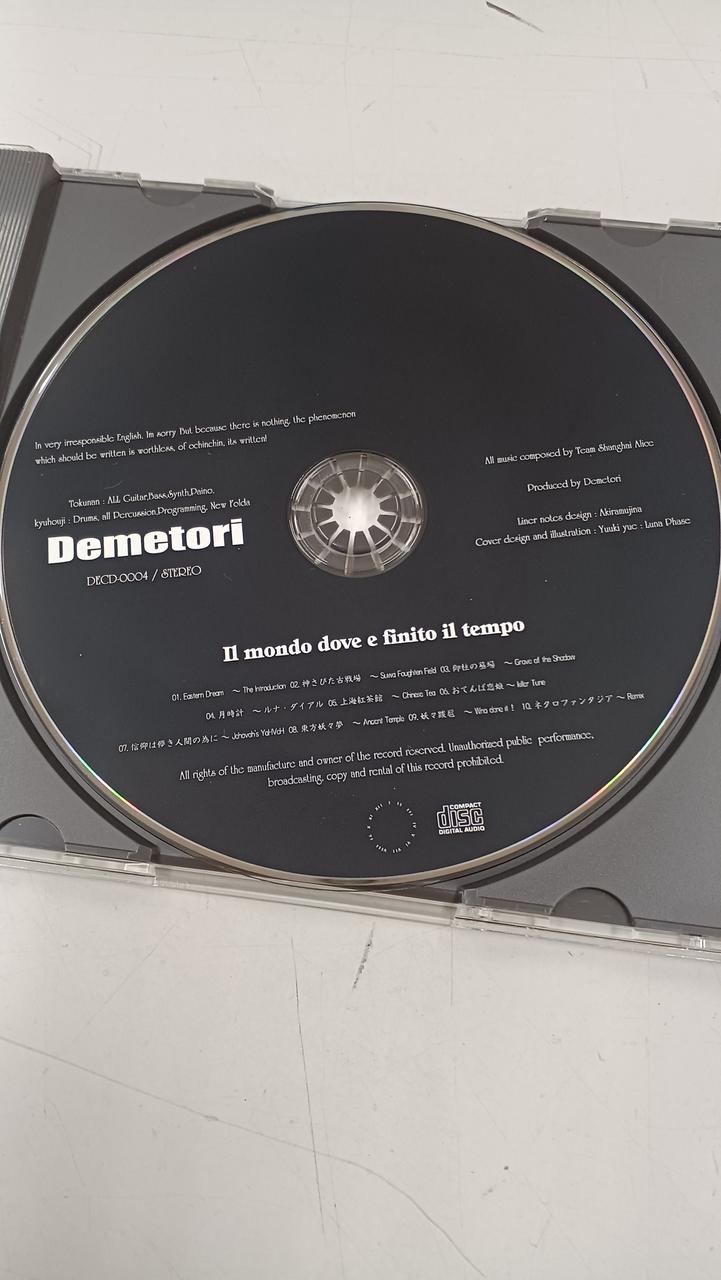 In very irresponsible English, Im sorry But because there is nothing, the phenomenon
which should be written is worthless, of ochinchin, its written!
Tokunan : ALL Guitar,Bass,Synth,Paino,
kyuhouji : Drums, all Percussion,Programming, New Folda
Demetori
DECD-0004 / STEREO
All music composed by Team Shanghai Alice
Produced by Demetori
Liner notes design : Akiramujina
Cover design and illustration : Yuuki yue : Luna Phase
Il mondo dove e finito il tempo
01. Eastern Dream ～ The Introduction 02. 神さびた古戦場 ～ Suwa Foughten Field 03. 御柱の墓場 ～ Grave of the Shadow
04. 月時計 ～ ルナ・ダイアル 05. 上海紅茶館 ～ Chinese Tea 06. おてんば恋娘 ～ killer Tune
07. 信仰は儚き人間の為に ～ Jehovah's YaHVeH 08. 東方妖々夢 ～ Ancient Temple 09. 妖々跋扈 ～ Who done it ! 10. ネクロファンタジア ～ Remix
All rights of the manufacture and owner of the record reserved. Unauthorized public performance,
broadcasting, copy and rental of this record prohibited.
COMPACT
disc
DIGITAL AUDIO